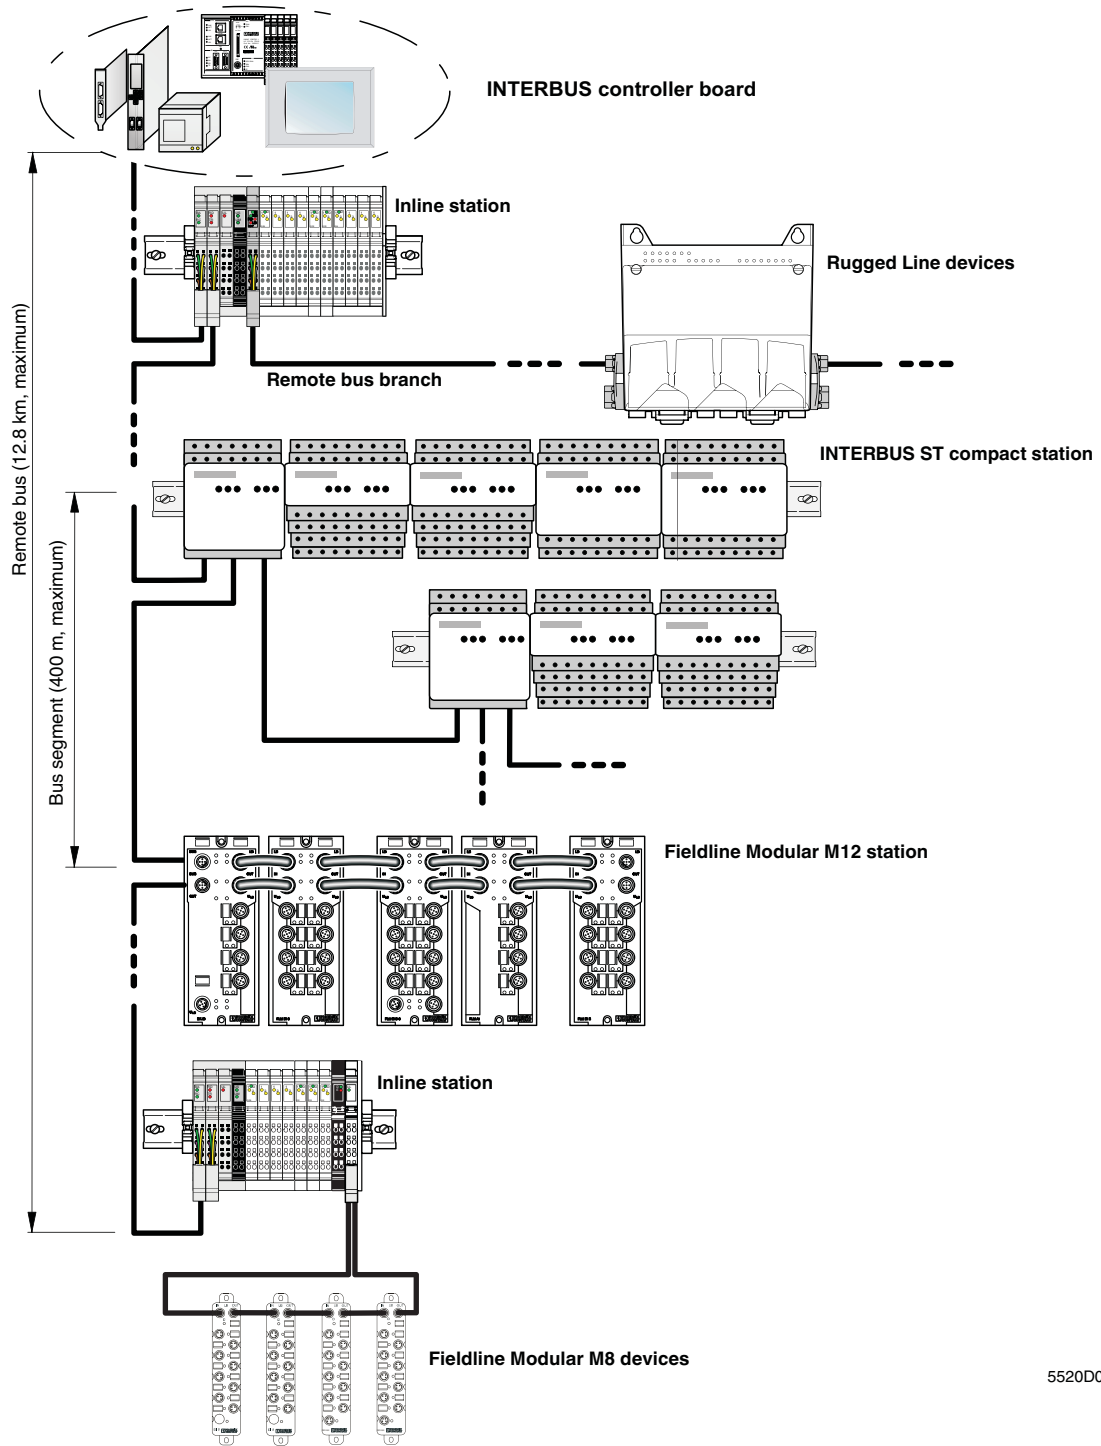 INTERBUS controller board
Inline station
Rugged Line devices
Remote bus branch
INTERBUS ST compact station
Remote bus (12.8 km, maximum)
Bus segment (400 m, maximum)
Fieldline Modular M12 station
Inline station
Fieldline Modular M8 devices
5520D0